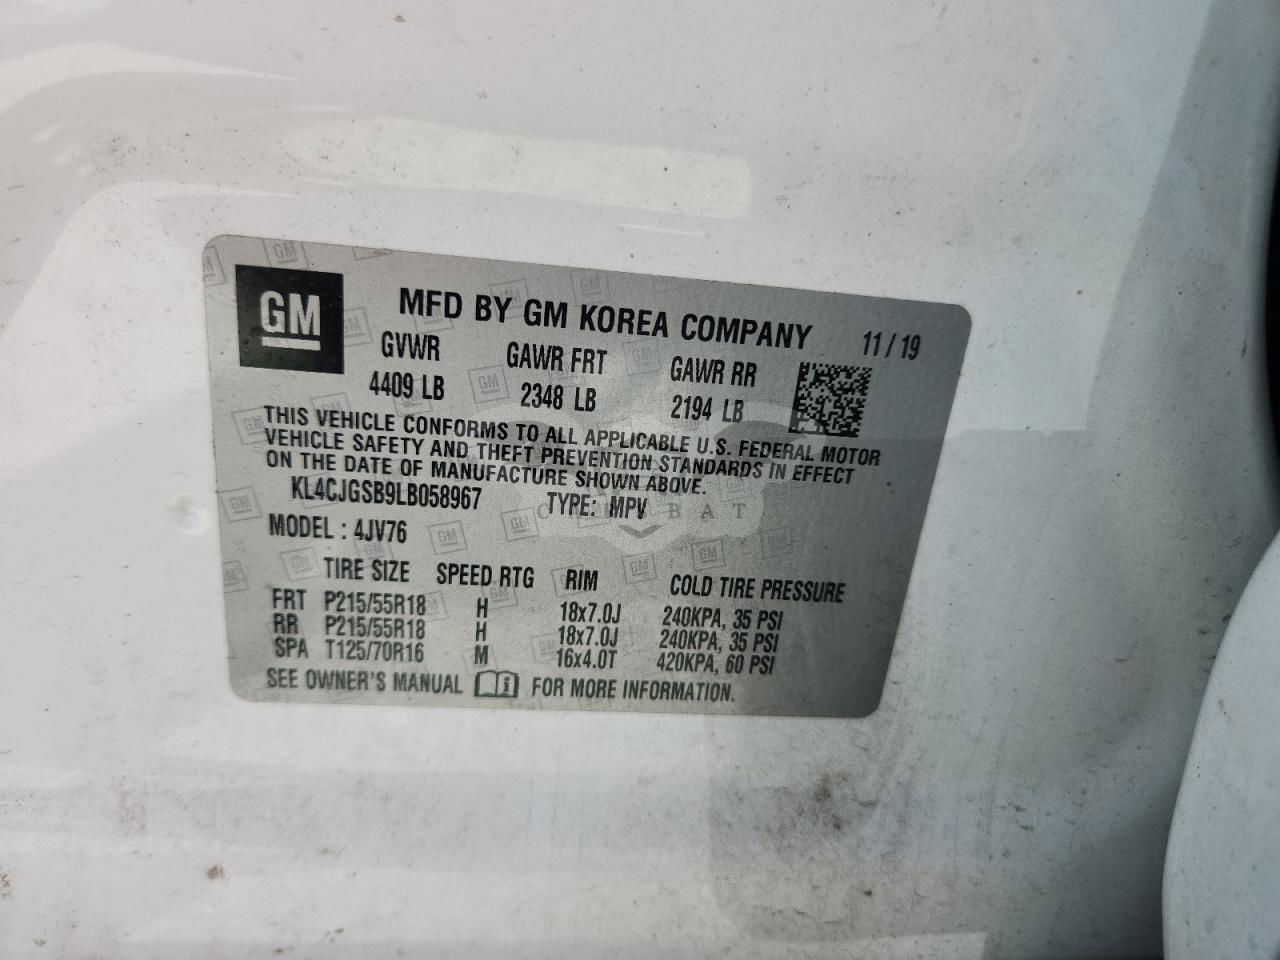 GM
MFD BY GM KOREA COMPANY 11 / 19
GVWR GAWR FRT GAWR RR
4409 LB 2348 LB 2194 LB
THIS VEHICLE CONFORMS TO ALL APPLICABLE U.S. FEDERAL MOTOR
VEHICLE SAFETY AND THEFT PREVENTION STANDARDS IN EFFECT
ON THE DATE OF MANUFACTURE SHOWN ABOVE.
KL4CJGSB9LB058967 TYPE: MPV
MODEL : 4JV76
TIRE SIZE SPEED RTG RIM COLD TIRE PRESSURE
FRT P215/55R18 H 18x7.0J 240KPA, 35 PSI
RR P215/55R18 H 18x7.0J 240KPA, 35 PSI
SPA T125/70R16 M 16x4.0T 420KPA, 60 PSI
SEE OWNER'S MANUAL FOR MORE INFORMATION.